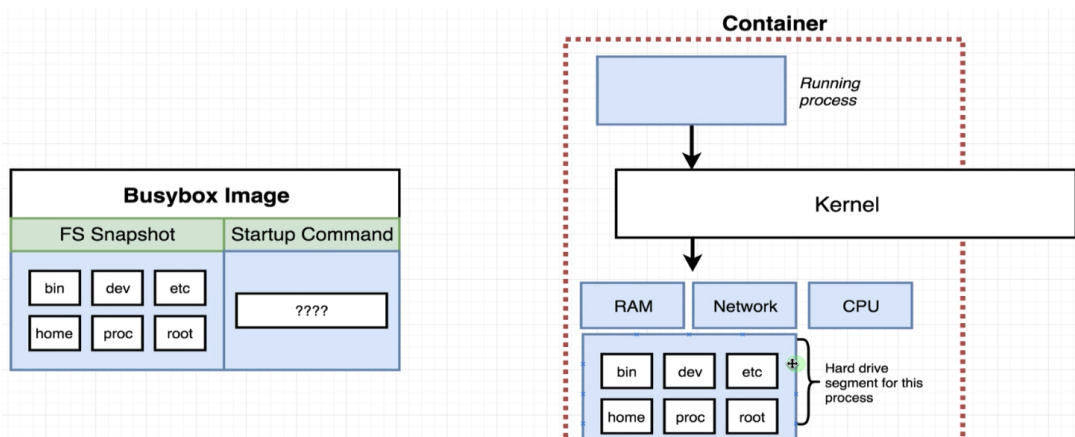 Container
Running
process
Kernel
Busybox Image
FS Snapshot
Startup Command
bin
dev
etc
????
home
proc
root
RAM
Network
CPU
bin
dev
etc
Hard drive
segment for this
process
home
proc
root